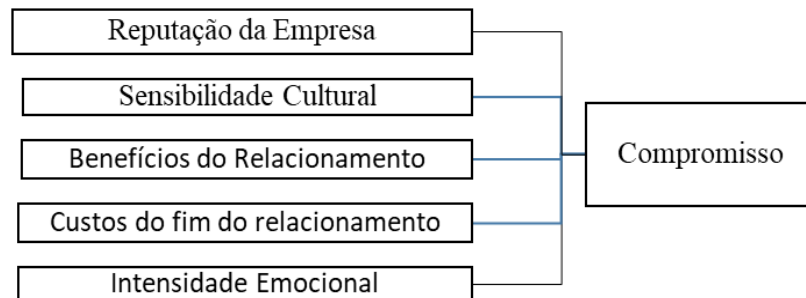 Reputação da Empresa
Sensibilidade Cultural
Benefícios do Relacionamento
Custos do fim do relacionamento
Intensidade Emocional
Compromisso